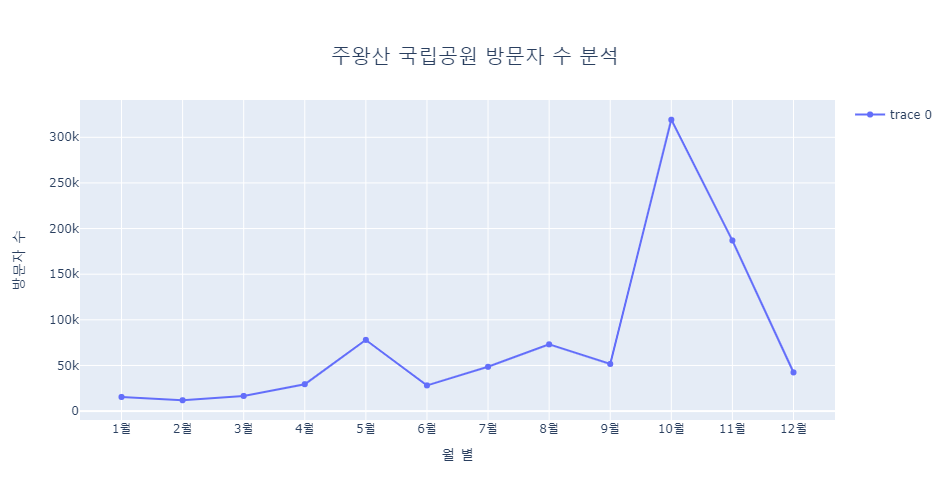 주왕산 국립공원 방문자 수 분석
trace 0
방문자 수
300k
250k
200k
150k
100k
50k
0
1월 2월 3월 4월 5월 6월 7월 8월 9월 10월 11월 12월
월 별